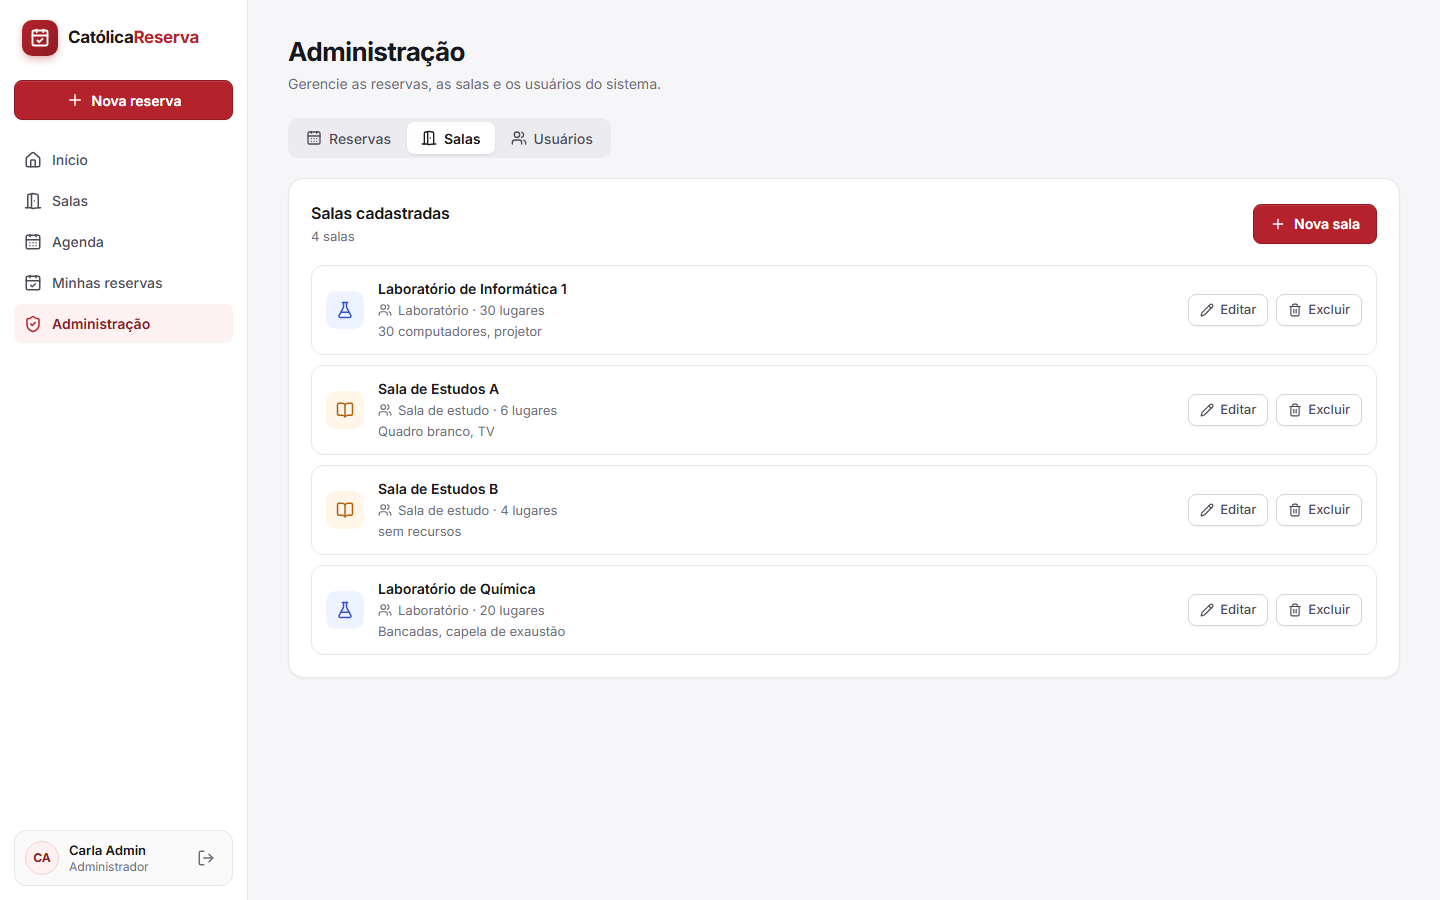 CatólicaReserva
Nova reserva
Início
Salas
Agenda
Minhas reservas
Administração
CA
Carla Admin
Administrador
Administração
Gerencie as reservas, as salas e os usuários do sistema.
Reservas
Salas
Usuários
Salas cadastradas
4 salas
Nova sala
Laboratório de Informática 1
Laboratório · 30 lugares
30 computadores, projetor
Editar
Excluir
Sala de Estudos A
Sala de estudo · 6 lugares
Quadro branco, TV
Editar
Excluir
Sala de Estudos B
Sala de estudo · 4 lugares
sem recursos
Editar
Excluir
Laboratório de Química
Laboratório · 20 lugares
Bancadas, capela de exaustão
Editar
Excluir